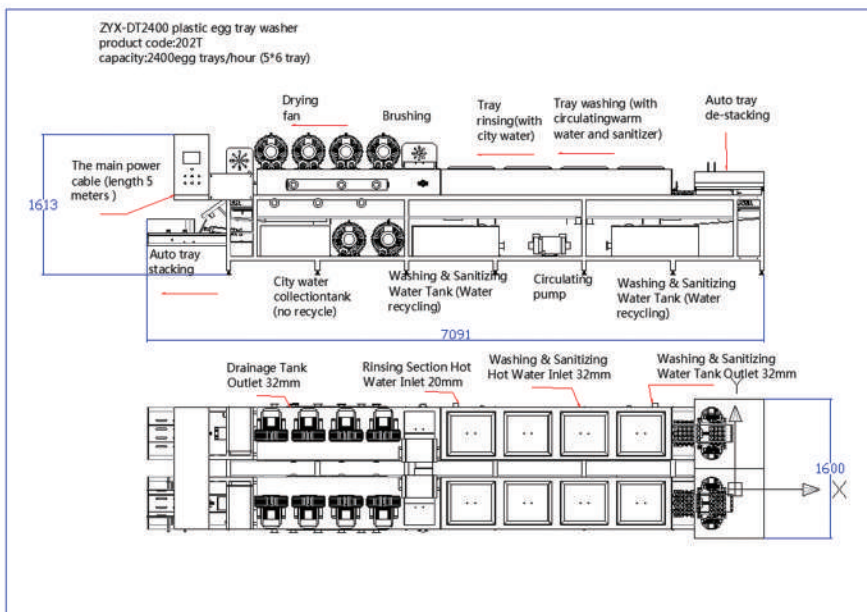 ZYX-DT2400 plastic egg tray washer
product code:202T
capacity:2400egg trays/hour (5*6 tray)
Drying
fan
Brushing
Tray
rinsing(with
city water)
Tray washing (with
circulatingwarm
water and sanitizer)
Auto tray
de-stacking
The main power
cable (length 5
meters )
1613
Auto tray
stacking
City water
collectiontank
(no recycle)
Washing & Sanitizing
Water Tank (Water
recycling)
Circulating
pump
Washing & Sanitizing
Water Tank (Water
recycling)
7091
Drainage Tank
Outlet 32mm
Rinsing Section Hot
Water Inlet 20mm
Washing & Sanitizing
Hot Water Inlet 32mm
Washing & Sanitizing
Water Tank Outlet 32mm
Y
1600
X